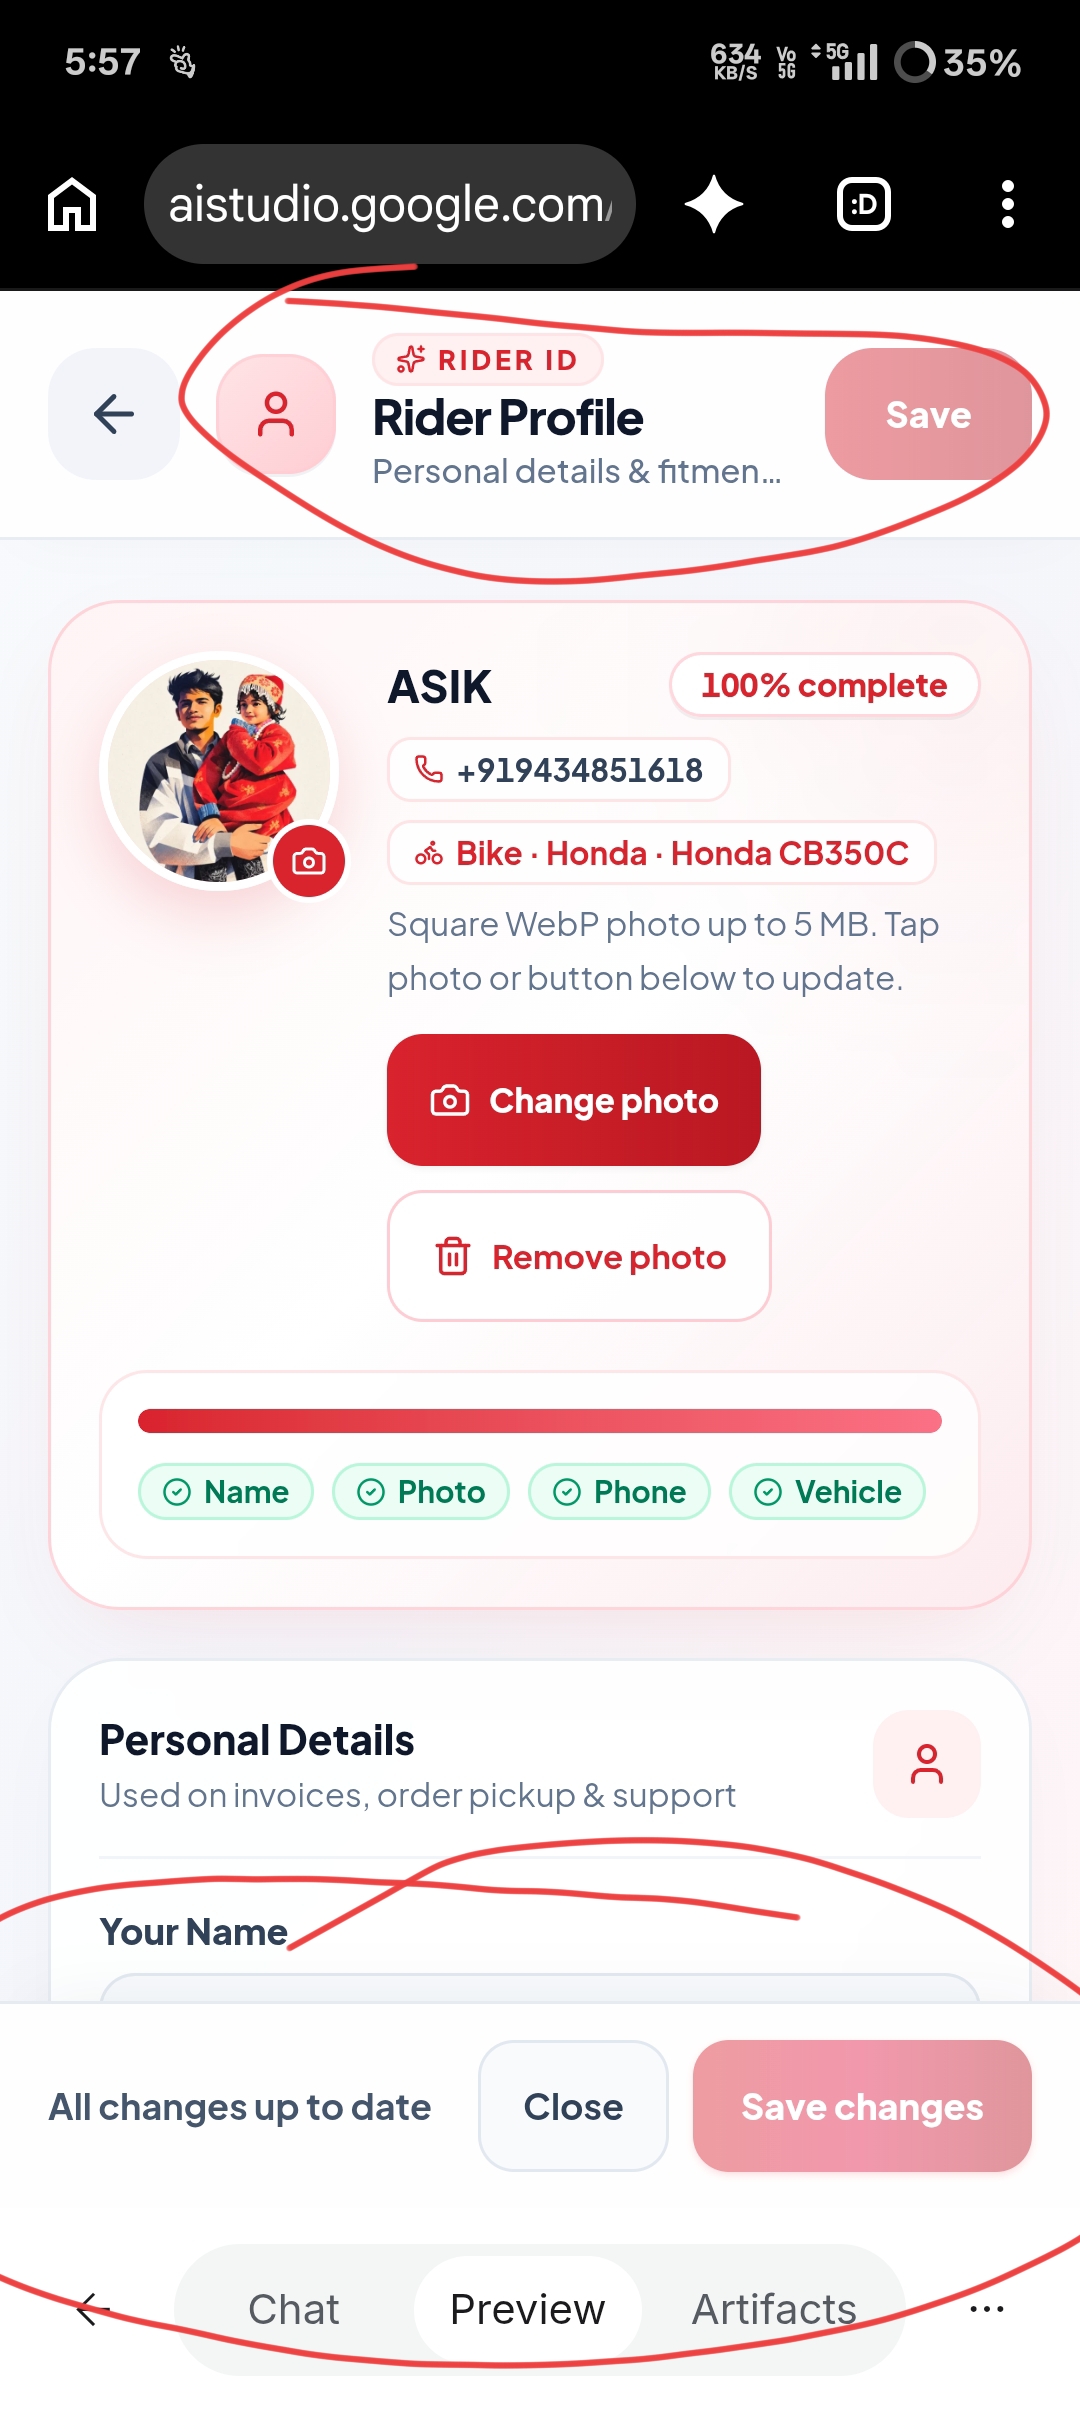 5:57
634 KB/S Vo 5G 5G 35%
aistudio.google.com/
:D
RIDER ID
Rider Profile
Personal details & fitmen...
Save
ASIK
100% complete
+919434851618
Bike · Honda · Honda CB350C
Square WebP photo up to 5 MB. Tap
photo or button below to update.
Change photo
Remove photo
Name Photo Phone Vehicle
Personal Details
Used on invoices, order pickup & support
Your Name
All changes up to date
Close
Save changes
Chat Preview Artifacts